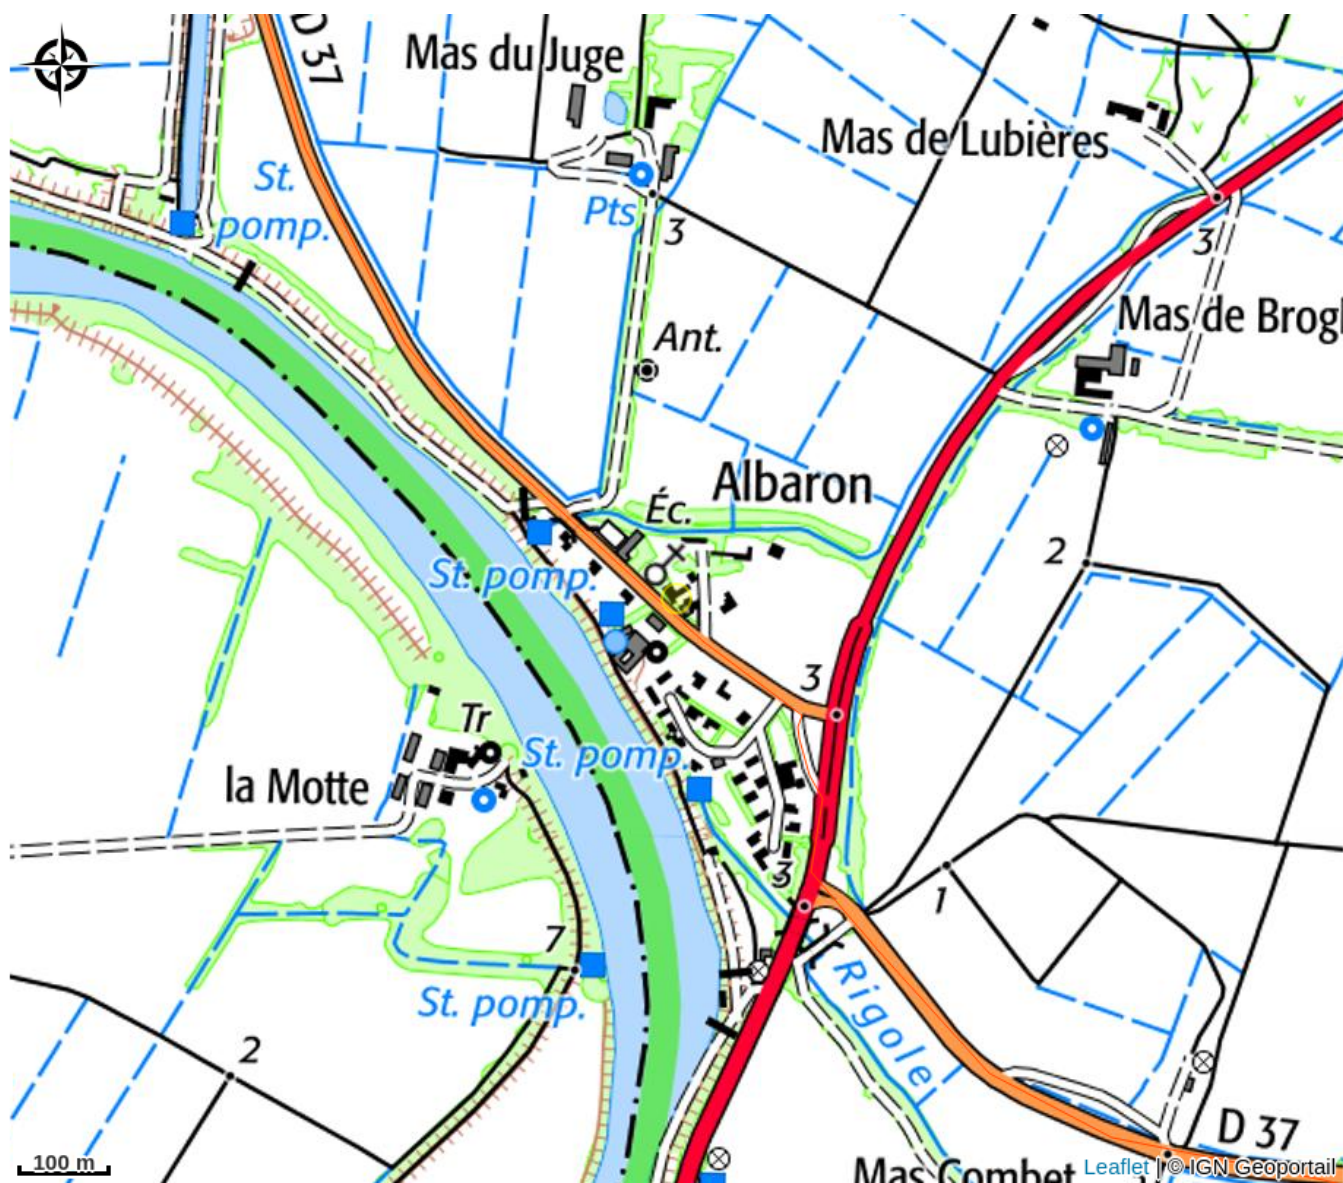 D 37
Mas du Juge
Mas de Lubières
St.
pomp.
Pts
3
3
Mas de Brogl
Ant.
Albaron
Éc.
2
St. pomp.
3
Tr
St. pomp.
la Motte
3
1
7
Rigole
St. pomp.
2
D 37
100 m
Mas Combet
Leaflet | © IGN Geoportail